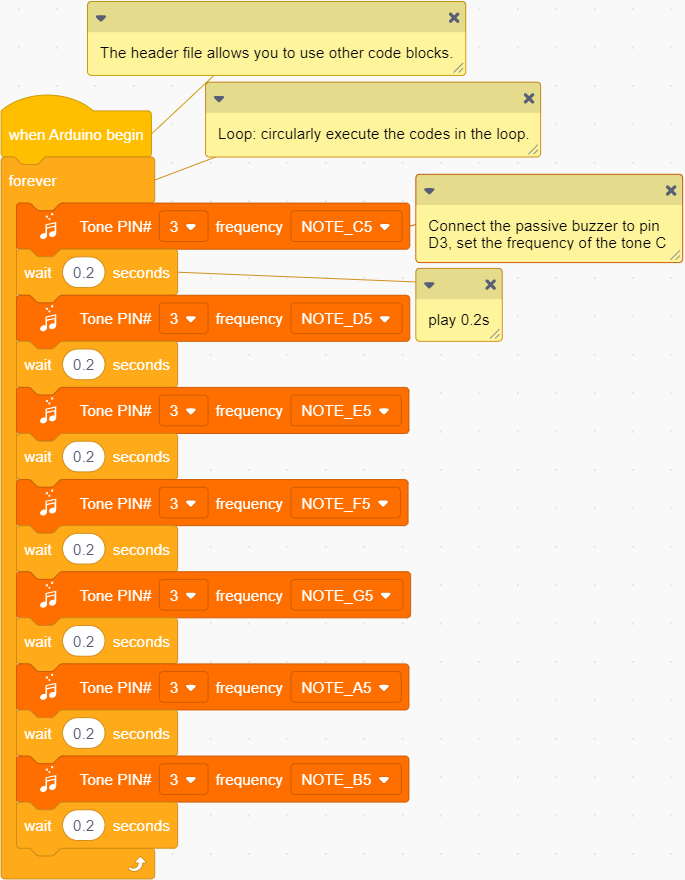 The header file allows you to use other code blocks.
when Arduino begin
Loop: circularly execute the codes in the loop.
forever
Tone PIN# 3 frequency NOTE_C5
Connect the passive buzzer to pin
D3, set the frequency of the tone C
wait 0.2 seconds
play 0.2s
Tone PIN# 3 frequency NOTE_D5
wait 0.2 seconds
Tone PIN# 3 frequency NOTE_E5
wait 0.2 seconds
Tone PIN# 3 frequency NOTE_F5
wait 0.2 seconds
Tone PIN# 3 frequency NOTE_G5
wait 0.2 seconds
Tone PIN# 3 frequency NOTE_A5
wait 0.2 seconds
Tone PIN# 3 frequency NOTE_B5
wait 0.2 seconds